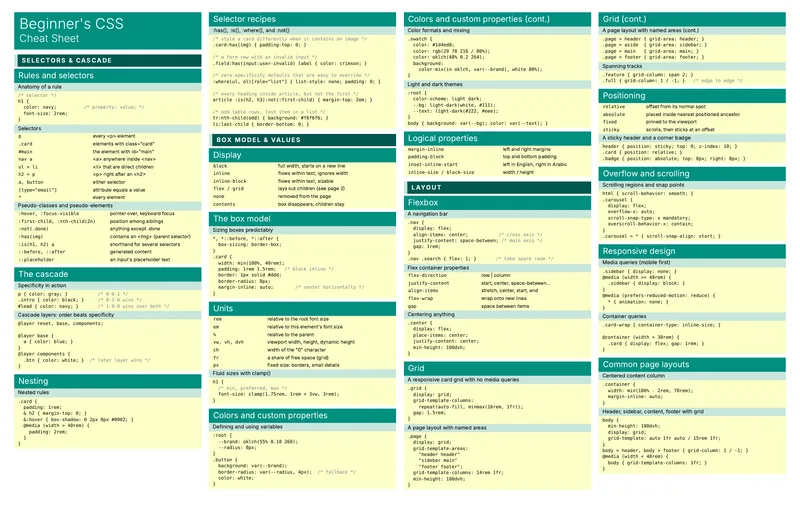 Beginner's CSS
Cheat Sheet
SELECTORS & CASCADE
Rules and selectors
Anatomy of a rule
/* selector */
h1 {
color: navy; /* property: value; */
font-size: 2rem;
}
Selectors
p every <p> element
.card elements with class="card"
#main the element with id="main"
nav a <a> anywhere inside <nav>
ul > li <li> that are direct children
h2 + p <p> right after an <h2>
a, button either selector
[type="email"] attribute equals a value
* every element
Pseudo-classes and pseudo-elements
:hover, :focus-visible pointer over, keyboard focus
:first-child, :nth-child(2n) position among siblings
:not(.done) anything except .done
:has(img) contains an <img> (parent selector)
:is(h1, h2) a shorthand for several selectors
::before, ::after generated content
::placeholder an input's placeholder text
The cascade
Specificity in action
p { color: gray; } /* 0-0-1 */
.intro { color: black; } /* 0-1-0 wins */
#lead { color: navy; } /* 1-0-0 wins over both */
Cascade layers: order beats specificity
@layer reset, base, components;
@layer base {
a { color: blue; }
}
@layer components {
.btn { color: white; } /* later layer wins */
}
Nesting
Nested rules
.card {
padding: 1rem;
& h2 { margin-top: 0; }
&:hover { box-shadow: 0 2px 8px #0002; }
@media (width > 40rem) {
padding: 2rem;
}
}
Selector recipes
:has(), :is(), :where(), and :not()
/* style a card differently when it contains an image */
.card:has(img) { padding-top: 0; }
/* a form row with an invalid input */
.field:has(input:user-invalid) label { color: crimson; }
/* zero-specificity defaults that are easy to override */
:where(ul, ol)[role="list"] { list-style: none; padding: 0; }
/* every heading inside article, but not the first */
article :is(h2, h3):not(:first-child) { margin-top: 2em; }
/* odd table rows, last item in a list */
tr:nth-child(odd) { background: #f6f6f6; }
li:last-child { border-bottom: 0; }
BOX MODEL & VALUES
Display
block full width, starts on a new line
inline flows within text, ignores width
inline-block flows within text, sizable
flex / grid lays out children (see page 2)
none removed from the page
contents box disappears, children stay
The box model
Sizing boxes predictably
*, *::before, *::after {
box-sizing: border-box;
}
.card {
width: min(100%, 40rem);
padding: 1rem 1.5rem; /* block inline */
border: 1px solid #ddd;
border-radius: 8px;
margin-inline: auto; /* center horizontally */
}
Units
rem relative to the root font size
em relative to this element's font size
% relative to the parent
vw, vh, dvh viewport width, height, dynamic height
ch width of the "0" character
fr a share of free space (grid)
px fixed size: borders, small details
Fluid sizes with clamp()
h1 {
/* min, preferred, max */
font-size: clamp(1.75rem, 1rem + 3vw, 3rem);
}
Colors and custom properties
Defining and using variables
:root {
--brand: oklch(55% 0.18 260);
--radius: 8px;
}
.button {
background: var(--brand);
border-radius: var(--radius, 4px); /* fallback */
color: white;
}
Colors and custom properties (cont.)
Color formats and mixing
.swatch {
color: #1d4ed8;
color: rgb(29 78 216 / 80%);
color: oklch(48% 0.2 264);
background:
color-mix(in oklch, var(--brand), white 80%);
}
Light and dark themes
:root {
color-scheme: light dark;
--bg: light-dark(white, #111);
--text: light-dark(#222, #eee);
}
body { background: var(--bg); color: var(--text); }
Logical properties
margin-inline left and right margins
padding-block top and bottom padding
inset-inline-start left in English, right in Arabic
inline-size / block-size width / height
LAYOUT
Flexbox
A navigation bar
.nav {
display: flex;
align-items: center; /* cross axis */
justify-content: space-between; /* main axis */
gap: 1rem;
}
.nav .search { flex: 1; } /* take spare room */
Flex container properties
flex-direction row | column
justify-content start, center, space-between...
align-items stretch, center, start, end
flex-wrap wrap onto new lines
gap space between items
Centering anything
.center {
display: flex;
place-items: center;
justify-content: center;
min-height: 100dvh;
}
Grid
A responsive card grid with no media queries
.grid {
display: grid;
grid-template-columns:
repeat(auto-fill, minmax(16rem, 1fr));
gap: 1.5rem;
}
A page layout with named areas
.page {
display: grid;
grid-template-areas:
"header header"
"sidebar main"
"footer footer";
grid-template-columns: 14rem 1fr;
min-height: 100dvh;
}
Grid (cont.)
A page layout with named areas (cont.)
.page > header { grid-area: header; }
.page > aside { grid-area: sidebar; }
.page > main { grid-area: main; }
.page > footer { grid-area: footer; }
Spanning tracks
.feature { grid-column: span 2; }
.full { grid-column: 1 / -1; } /* edge to edge */
Positioning
relative offset from its normal spot
absolute placed inside nearest positioned ancestor
fixed pinned to the viewport
sticky scrolls, then sticks at an offset
A sticky header and a corner badge
header { position: sticky; top: 0; z-index: 10; }
.card { position: relative; }
.badge { position: absolute; top: 8px; right: 8px; }
Overflow and scrolling
Scrolling regions and snap points
html { scroll-behavior: smooth; }
.carousel {
display: flex;
overflow-x: auto;
scroll-snap-type: x mandatory;
overscroll-behavior-x: contain;
}
.carousel > * { scroll-snap-align: start; }
Responsive design
Media queries (mobile first)
.sidebar { display: none; }
@media (width >= 48rem) {
.sidebar { display: block; }
}
@media (prefers-reduced-motion: reduce) {
* { animation: none; }
}
Container queries
.card-wrap { container-type: inline-size; }
@container (width > 30rem) {
.card { display: flex; gap: 1rem; }
}
Common page layouts
Centered content column
.container {
width: min(100% - 2rem, 70rem);
margin-inline: auto;
}
Header, sidebar, content, footer with grid
body {
min-height: 100dvh;
display: grid;
grid-template: auto 1fr auto / 15rem 1fr;
}
body > header, body > footer { grid-column: 1 / -1; }
@media (width < 48rem) {
body { grid-template-columns: 1fr; }
}